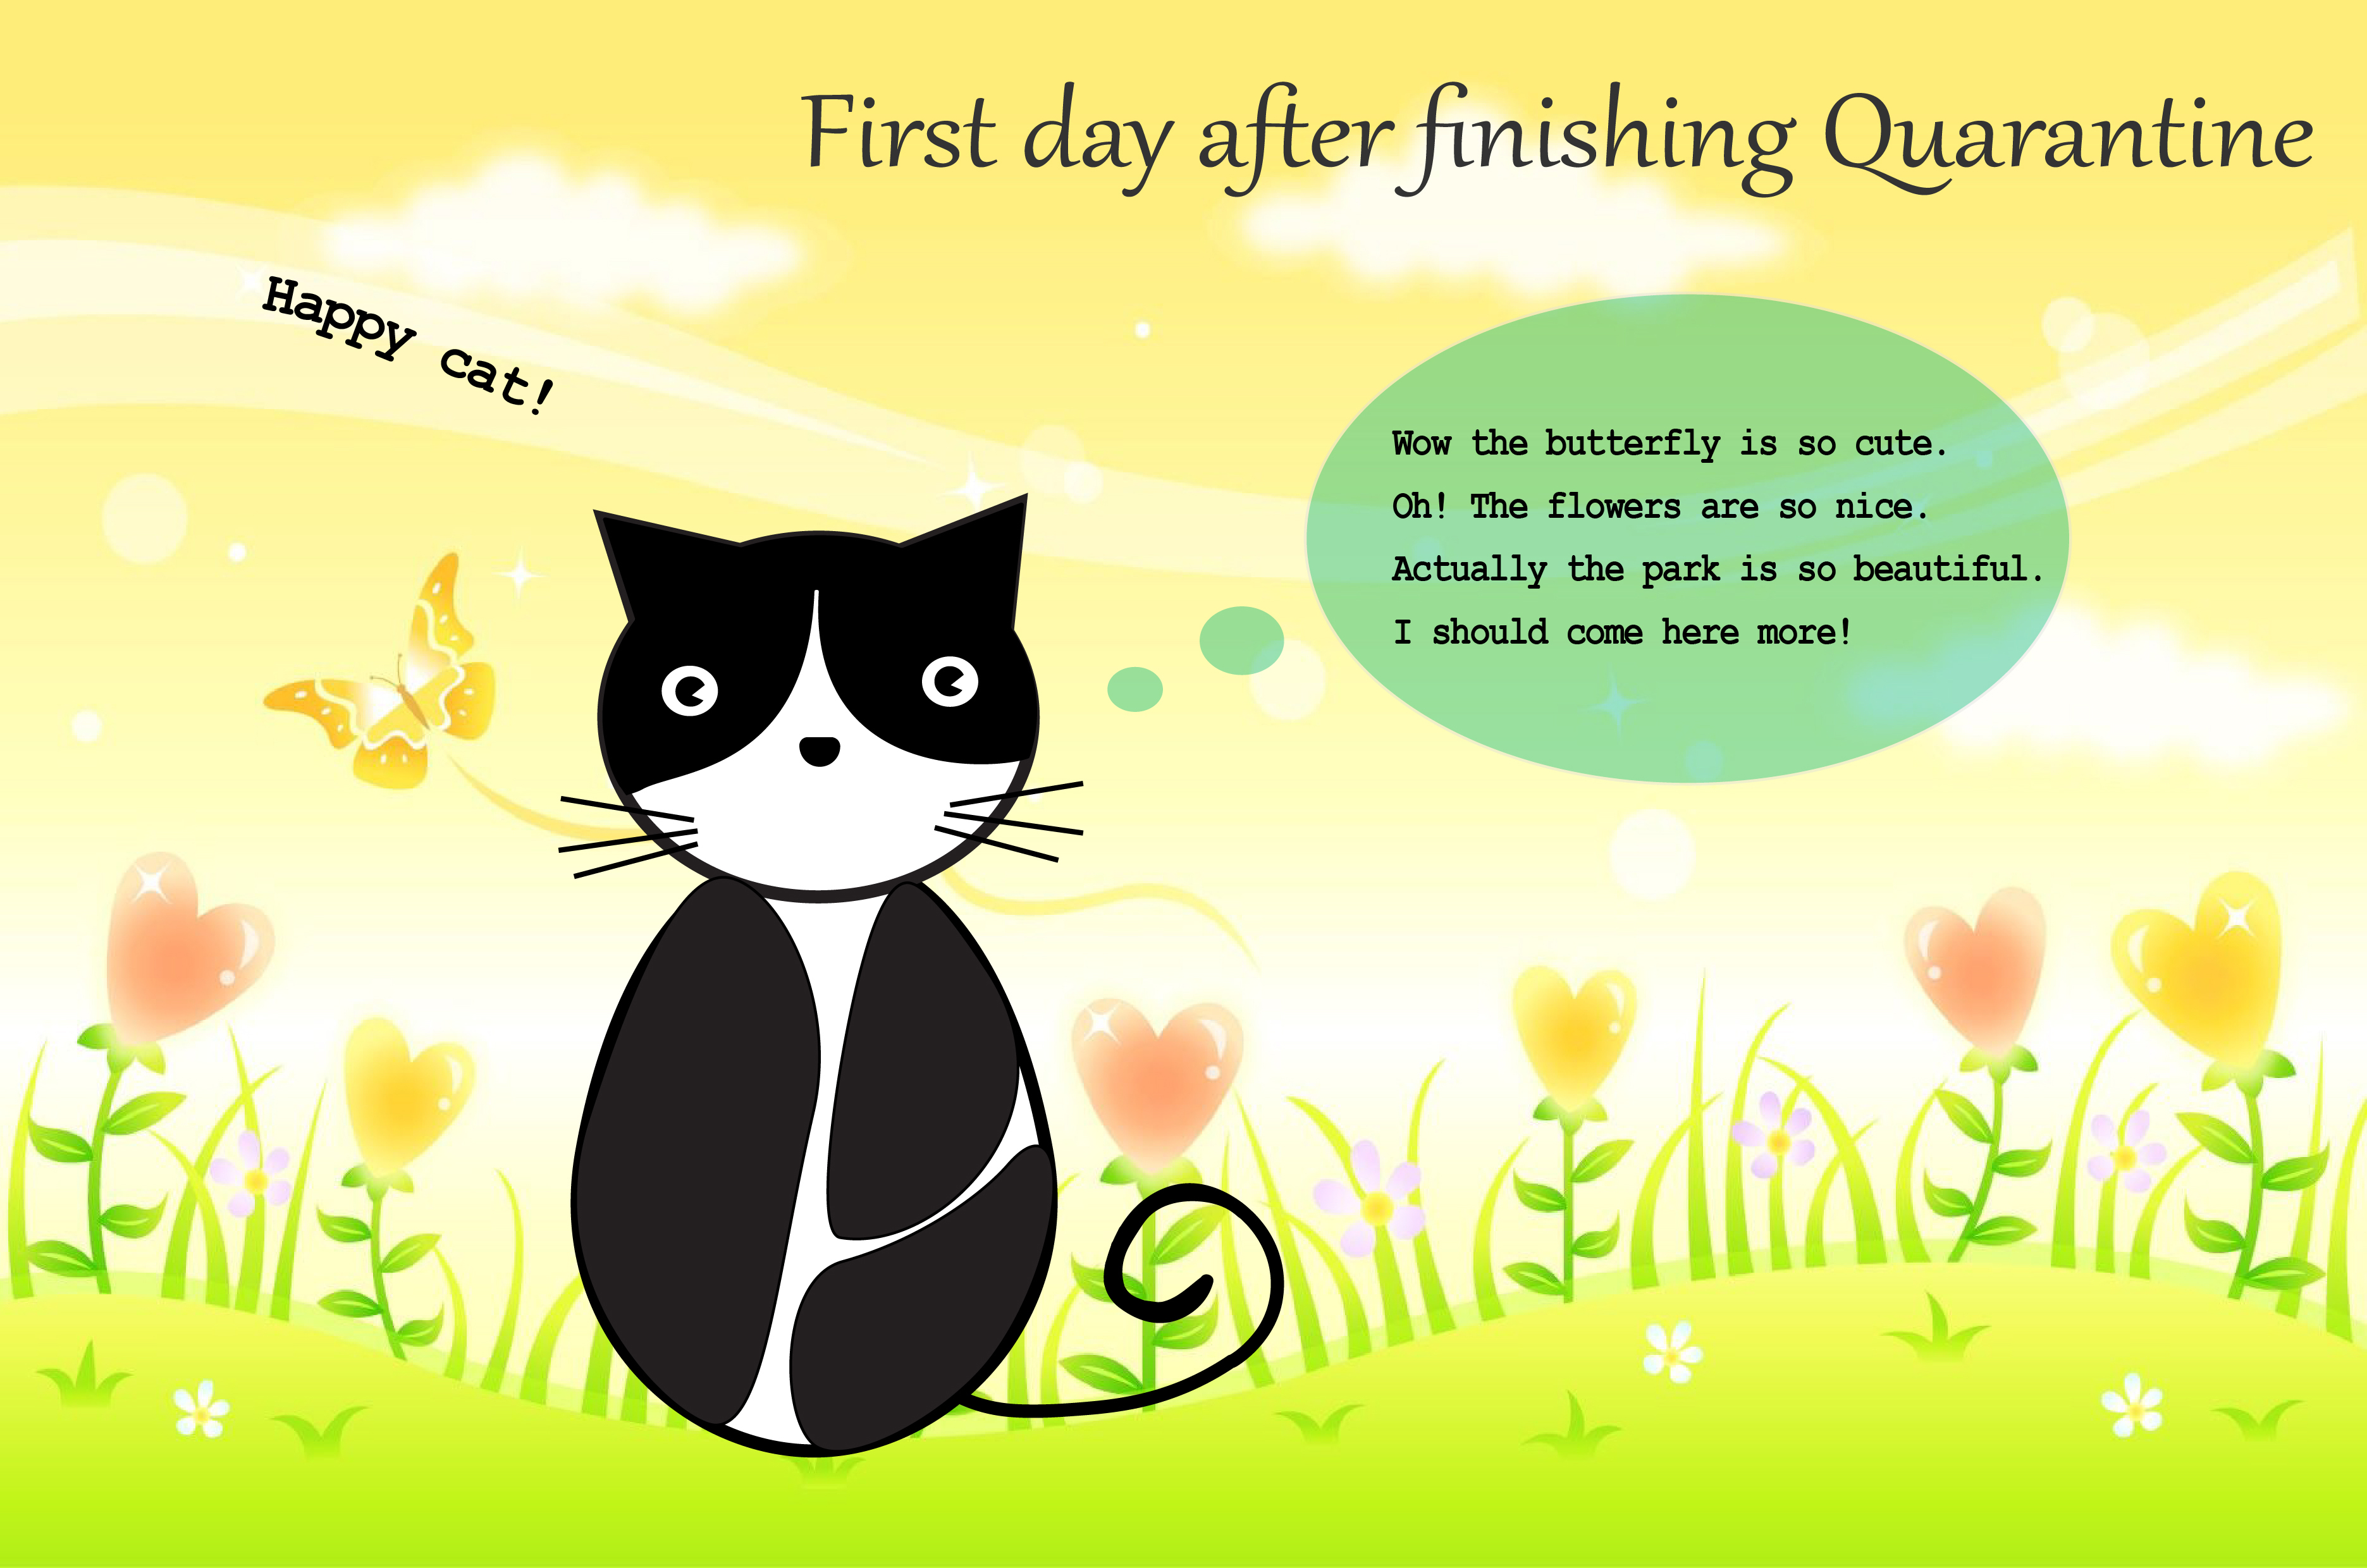 First day after finishing Quarantine
Happy cat!
Wow the butterfly is so cute.
Oh! The flowers are so nice.
Actually the park is so beautiful.
I should come here more!